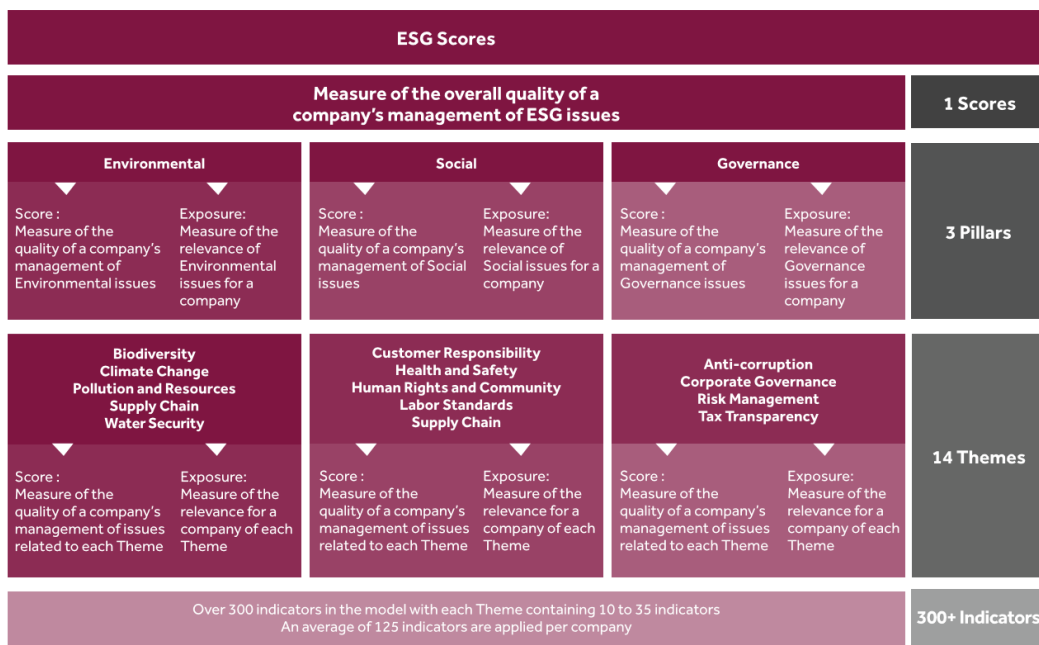 ESG Scores
Measure of the overall quality of a
company's management of ESG issues
1 Scores
Environmental
Score :
Measure of the
quality of a company's
management of
Environmental issues
Exposure:
Measure of the
relevance of
Environmental
issues for a
company
Social
Score :
Measure of the
quality of a company's
management of Social
issues
Exposure:
Measure of the
relevance of
Social issues for a
company
Governance
Score :
Measure of the
quality of a company's
management of
Governance issues
Exposure:
Measure of the
relevance of
Governance
issues for a
company
3 Pillars
Biodiversity
Climate Change
Pollution and Resources
Supply Chain
Water Security
Score :
Measure of the
quality of a company's
management of issues
related to each Theme
Exposure:
Measure of the
relevance for a
company of each
Theme
Customer Responsibility
Health and Safety
Human Rights and Community
Labor Standards
Supply Chain
Score :
Measure of the
quality of a company's
management of issues
related to each Theme
Exposure:
Measure of the
relevance for a
company of each
Theme
Anti-corruption
Corporate Governance
Risk Management
Tax Transparency
Score :
Measure of the
quality of a company's
management of issues
related to each Theme
Exposure:
Measure of the
relevance for a
company of each
Theme
14 Themes
Over 300 indicators in the model with each Theme containing 10 to 35 indicators
An average of 125 indicators are applied per company
300+ Indicators